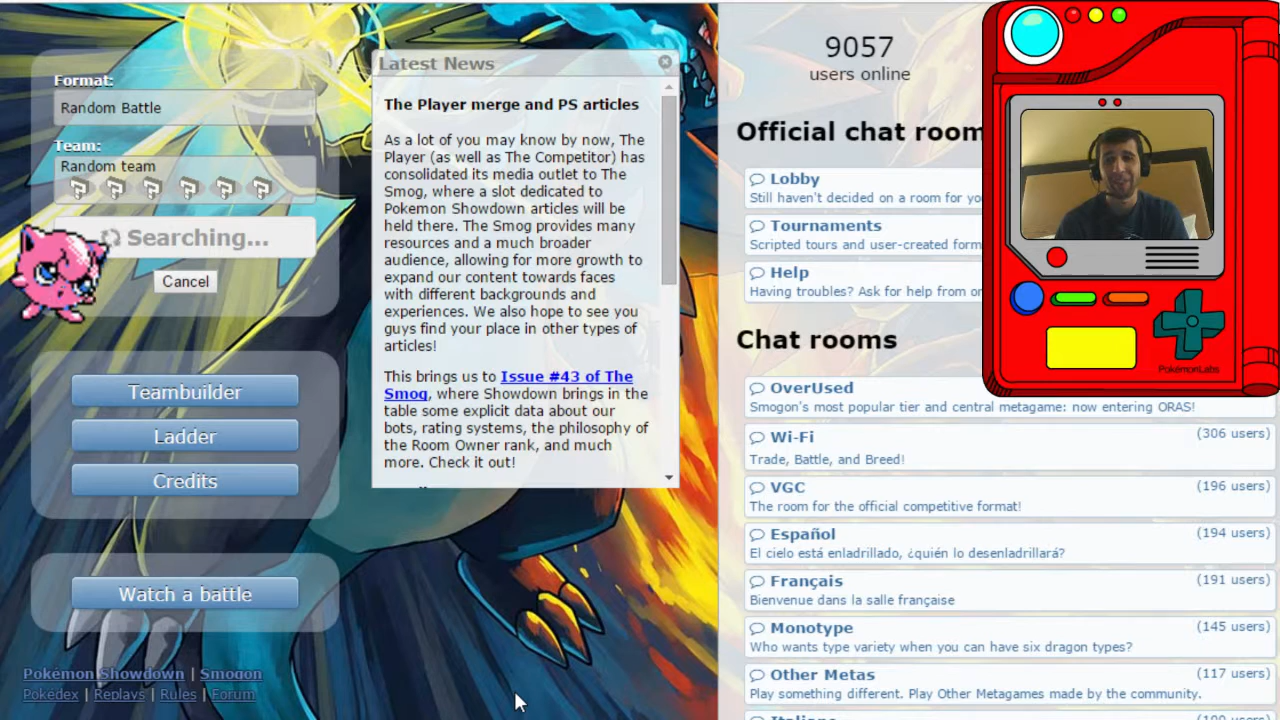 Format:
Random Battle
Team:
Random team
Searching...
Cancel
Teambuilder
Ladder
Credits
Watch a battle
Pokémon Showdown | Smogon
Pokédex | Replays | Rules | Forum
Latest News
The Player merge and PS articles
As a lot of you may know by now, The
Player (as well as The Competitor) has
consolidated its media outlet to The
Smog, where a slot dedicated to
Pokemon Showdown articles will be
held there. The Smog provides many
resources and a much broader
audience, allowing for more growth to
expand our content towards faces
with different backgrounds and
experiences. We also hope to see you
guys find your place in other types of
articles!
This brings us to Issue #43 of The
Smog, where Showdown brings in the
table some explicit data about our
bots, rating systems, the philosophy of
the Room Owner rank, and much
more. Check it out!
9057
users online
Official chat room
Lobby
Still haven't decided on a room for yo
Tournaments
Scripted tours and user-created form
Help
Having troubles? Ask for help from
Chat rooms
OverUsed
Smogon's most popular tier and central metagame: now entering ORAS!
Wi-Fi (306 users)
Trade, Battle, and Breed!
VGC (196 users)
The room for the official competitive format!
Español (194 users)
El cielo está enladrillado, ¿quién lo desenladrillará?
Français (191 users)
Bienvenue dans la salle française
Monotype (145 users)
Who wants type variety when you can have six dragon types?
Other Metas (117 users)
Play something different. Play Other Metagames made by the community.
PokémonLabs